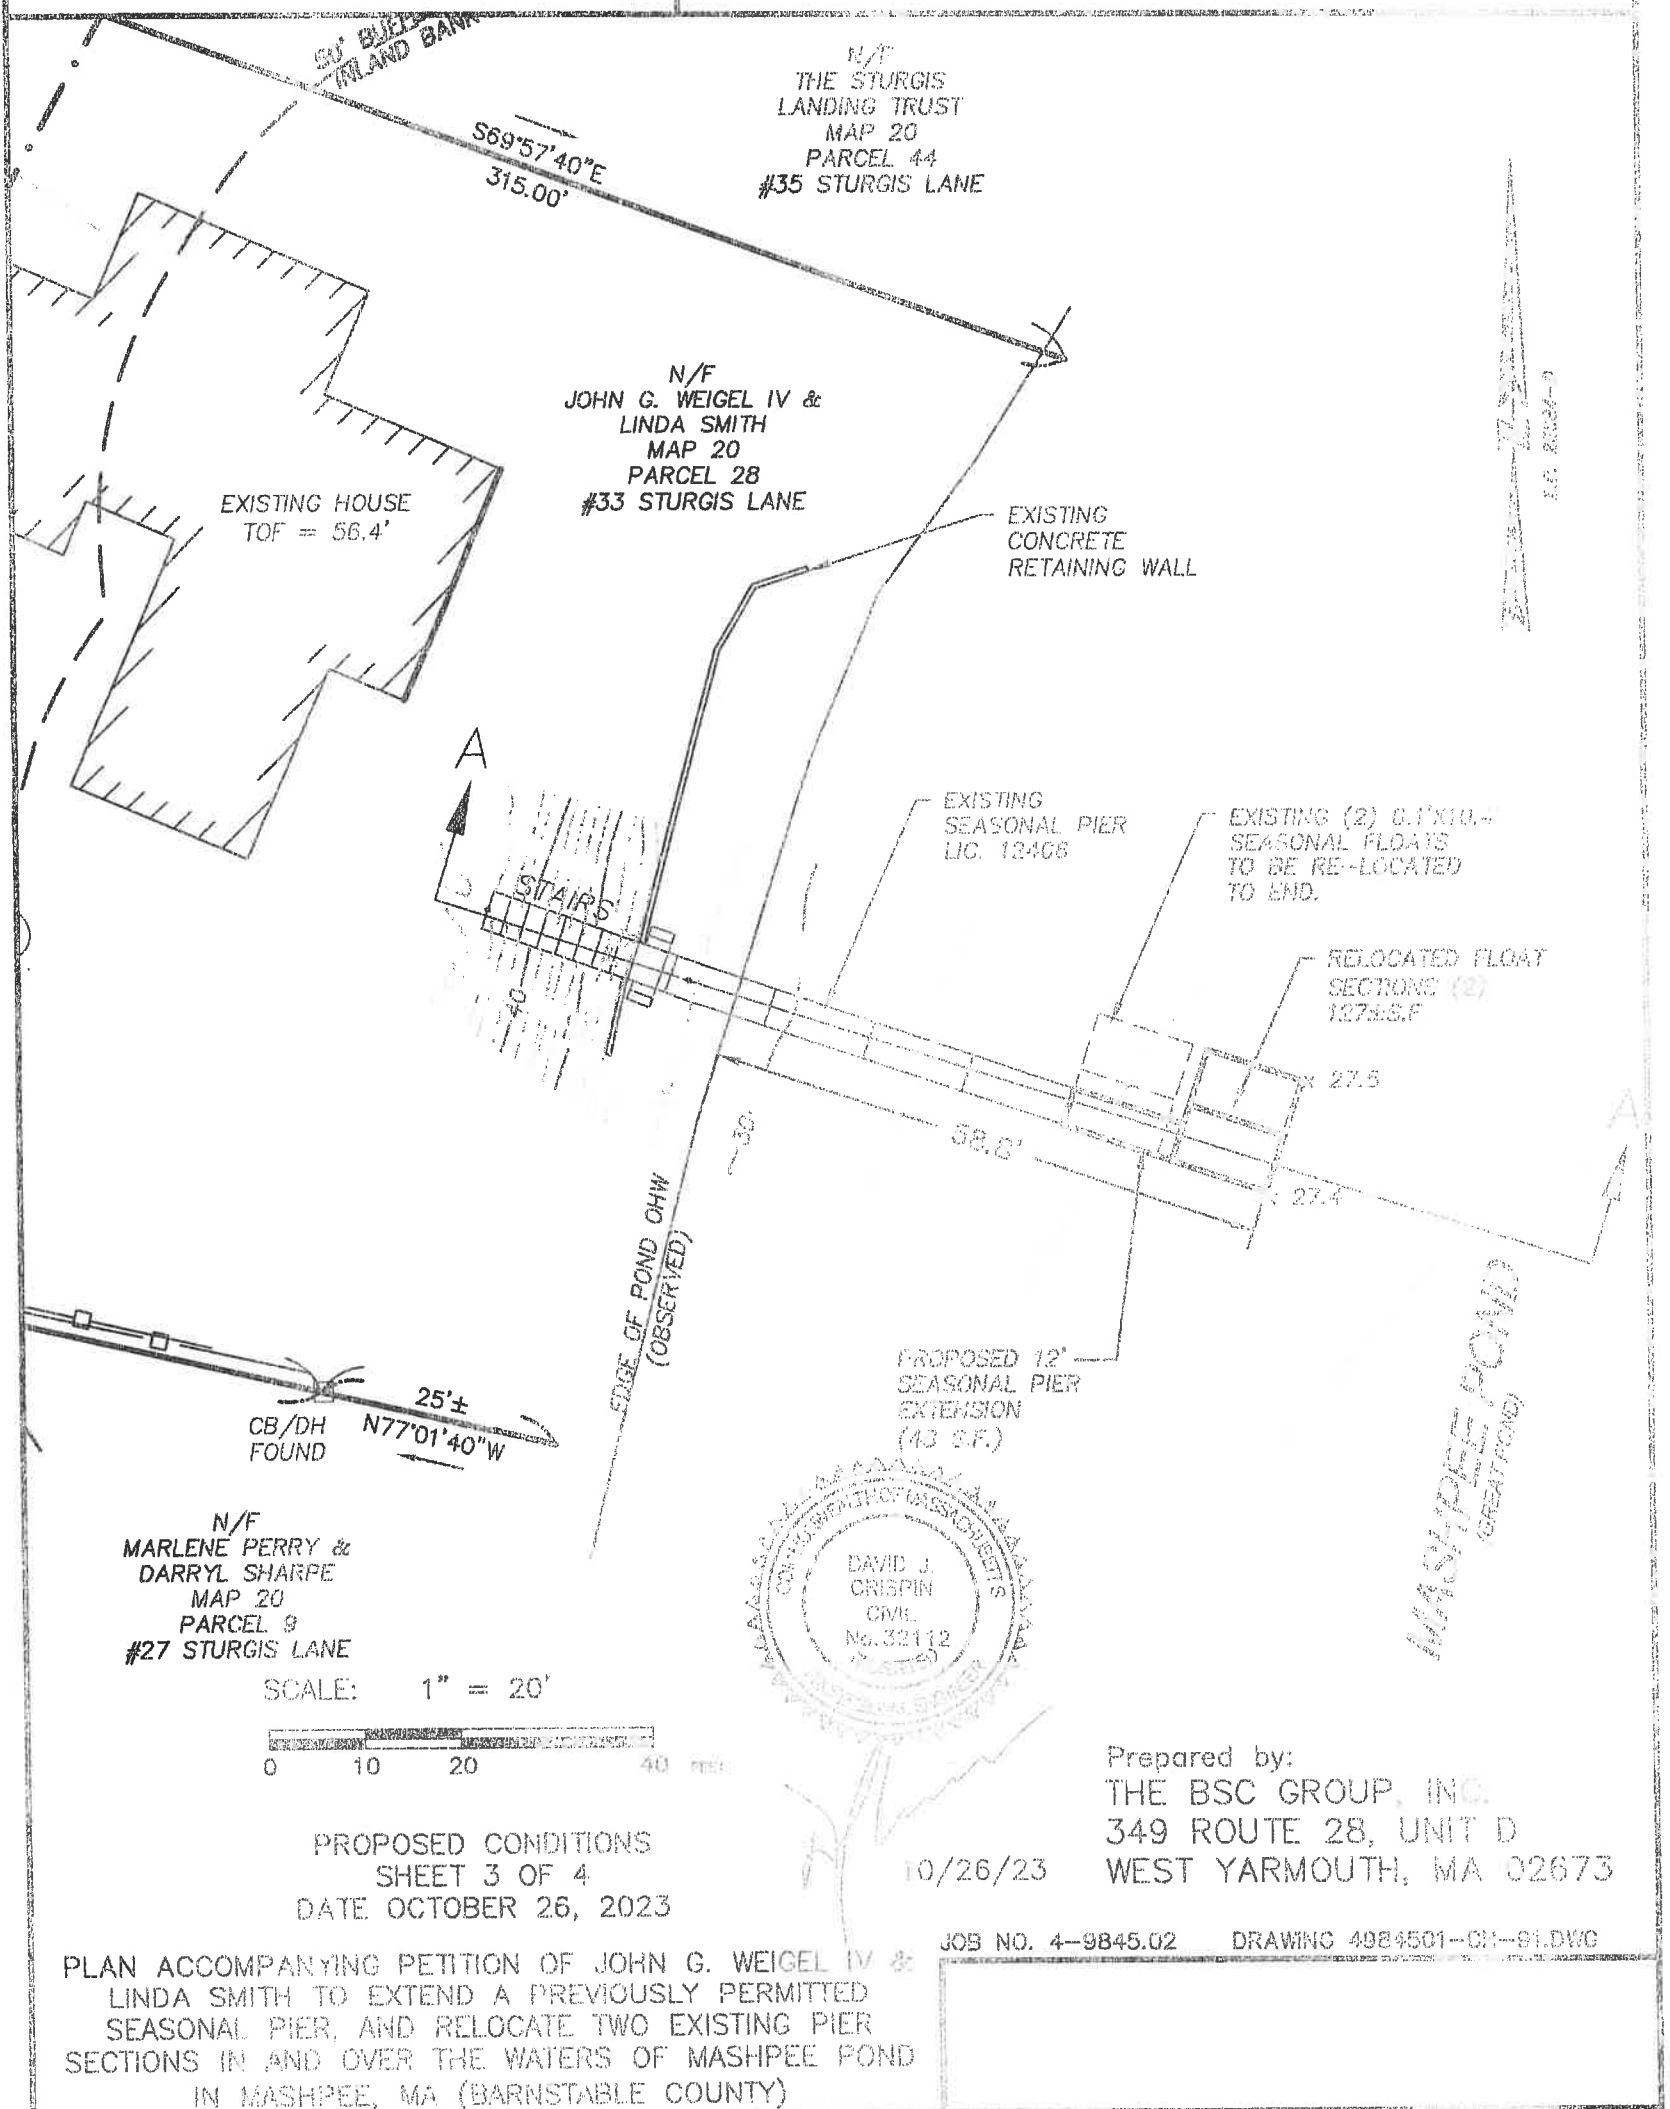 50'
INLAND BANK
N/F
THE STURGIS
LANDING TRUST
MAP 20
PARCEL 44
#35 STURGIS LANE
S69°57'40"E
315.00'
N/F
JOHN G. WEIGEL IV &
LINDA SMITH
MAP 20
PARCEL 28
#33 STURGIS LANE
EXISTING HOUSE
TOF = 56.4'
EXISTING
CONCRETE
RETAINING WALL
A
EXISTING
SEASONAL PIER
LIC. 12406
EXISTING (2)
SEASONAL FLOATS
TO BE RE-LOCATED
TO END.
STAIRS
RELOCATED FLOAT
SECTIONS (2)
127±S.F
40
27.5
A
30
27.4
EDGE OF POND OHW
(OBSERVED)
PROPOSED 12'
SEASONAL PIER
EXTENSION
(43 S.F.)
MASHPEE POND
(GREAT POND)
25'±
N77°01'40"W
CB/DH
FOUND
N/F
MARLENE PERRY &
DARRYL SHARPE
MAP 20
PARCEL 9
#27 STURGIS LANE
COMMONWEALTH OF MASSACHUSETTS
DAVID J.
CRISPIN
CIVIL
No.32112
SCALE: 1" = 20'
0 10 20 40 FEET
PROPOSED CONDITIONS
SHEET 3 OF 4
DATE OCTOBER 26, 2023
10/26/23
Prepared by:
THE BSC GROUP, INC.
349 ROUTE 28, UNIT D
WEST YARMOUTH, MA 02673
JOB NO. 4-9845.02 DRAWING
PLAN ACCOMPANYING PETITION OF JOHN G. WEIGEL IV &
LINDA SMITH TO EXTEND A PREVIOUSLY PERMITTED
SEASONAL PIER, AND RELOCATE TWO EXISTING PIER
SECTIONS IN AND OVER THE WATERS OF MASHPEE POND
IN MASHPEE, MA (BARNSTABLE COUNTY)